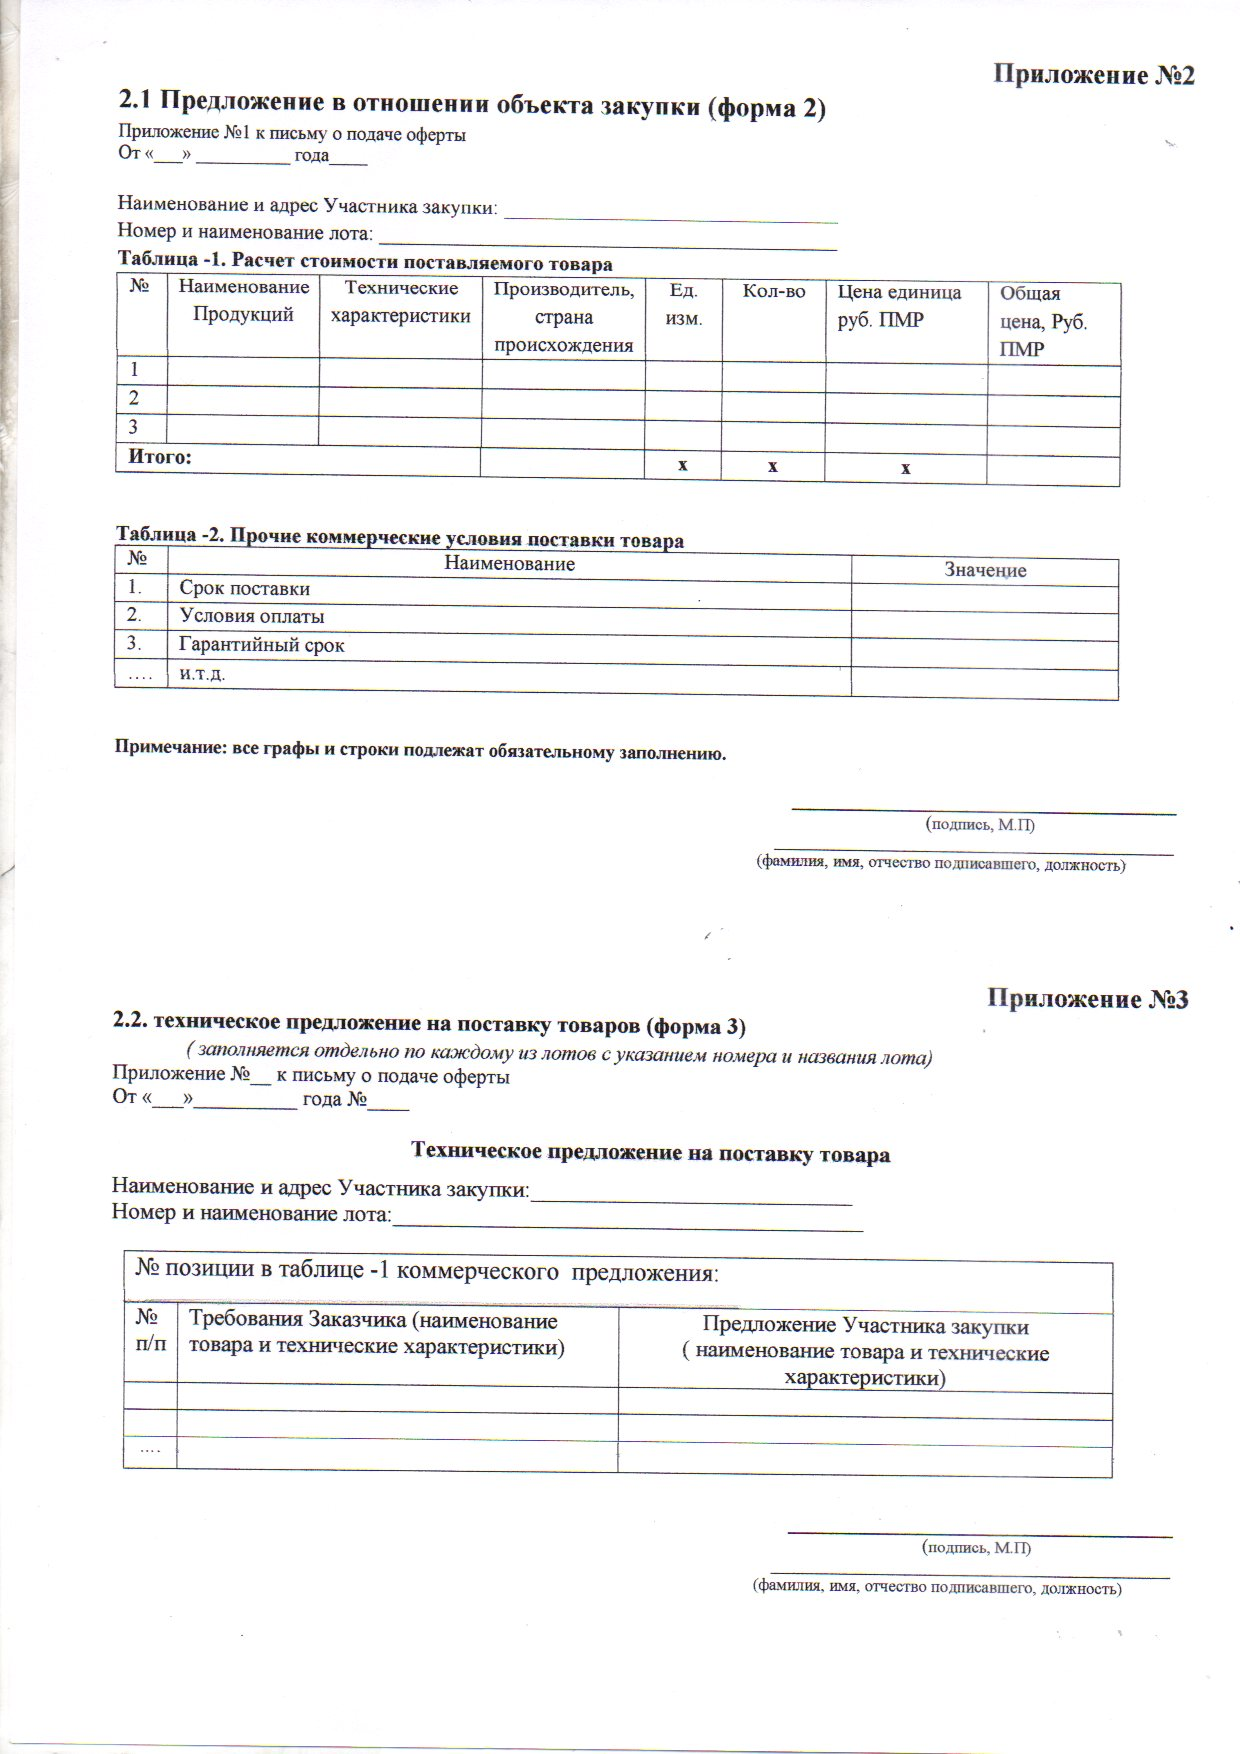 Приложение №2
2.1 Предложение в отношении объекта закупки (форма 2)
Приложение №1 к письму о подаче оферты
От «___» __________ года____
Наименование и адрес Участника закупки: ____________________
Номер и наименование лота: ____________________
Таблица -1. Расчет стоимости поставляемого товара
№ Наименование Продукций Технические характеристики Производитель, страна происхождения Ед. изм. Кол-во Цена единица руб. ПМР Общая цена, Руб. ПМР
1
2
3
Итого: x x x
Таблица -2. Прочие коммерческие условия поставки товара
№ Наименование Значение
1. Срок поставки
2. Условия оплаты
3. Гарантийный срок
.... и.т.д.
Примечание: все графы и строки подлежат обязательному заполнению.
(подпись, М.П)
(фамилия, имя, отчество подписавшего, должность)
Приложение №3
2.2. техническое предложение на поставку товаров (форма 3)
( заполняется отдельно по каждому из лотов с указанием номера и названия лота)
Приложение №__ к письму о подаче оферты
От «___»__________ года №____
Техническое предложение на поставку товара
Наименование и адрес Участника закупки:____________________
Номер и наименование лота:____________________
№ позиции в таблице -1 коммерческого предложения:
№ п/п Требования Заказчика (наименование товара и технические характеристики) Предложение Участника закупки ( наименование товара и технические характеристики)
....
(подпись, М.П)
(фамилия, имя, отчество подписавшего, должность)